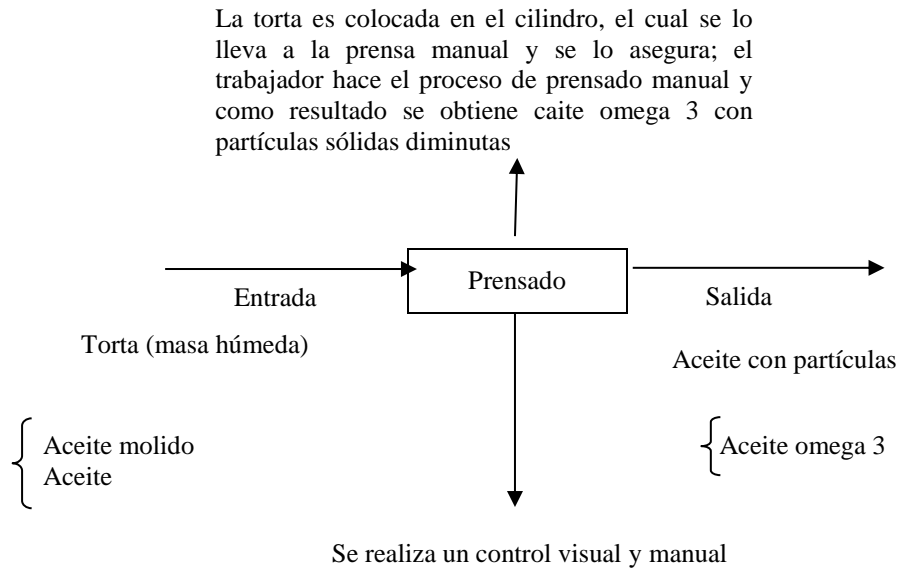 La torta es colocada en el cilindro, el cual se lo
lleva a la prensa manual y se lo asegura; el
trabajador hace el proceso de prensado manual y
como resultado se obtiene caite omega 3 con
partículas sólidas diminutas
Prensado
Entrada
Salida
Torta (masa húmeda)
Aceite con partículas
Aceite molido
Aceite
Aceite omega 3
Se realiza un control visual y manual